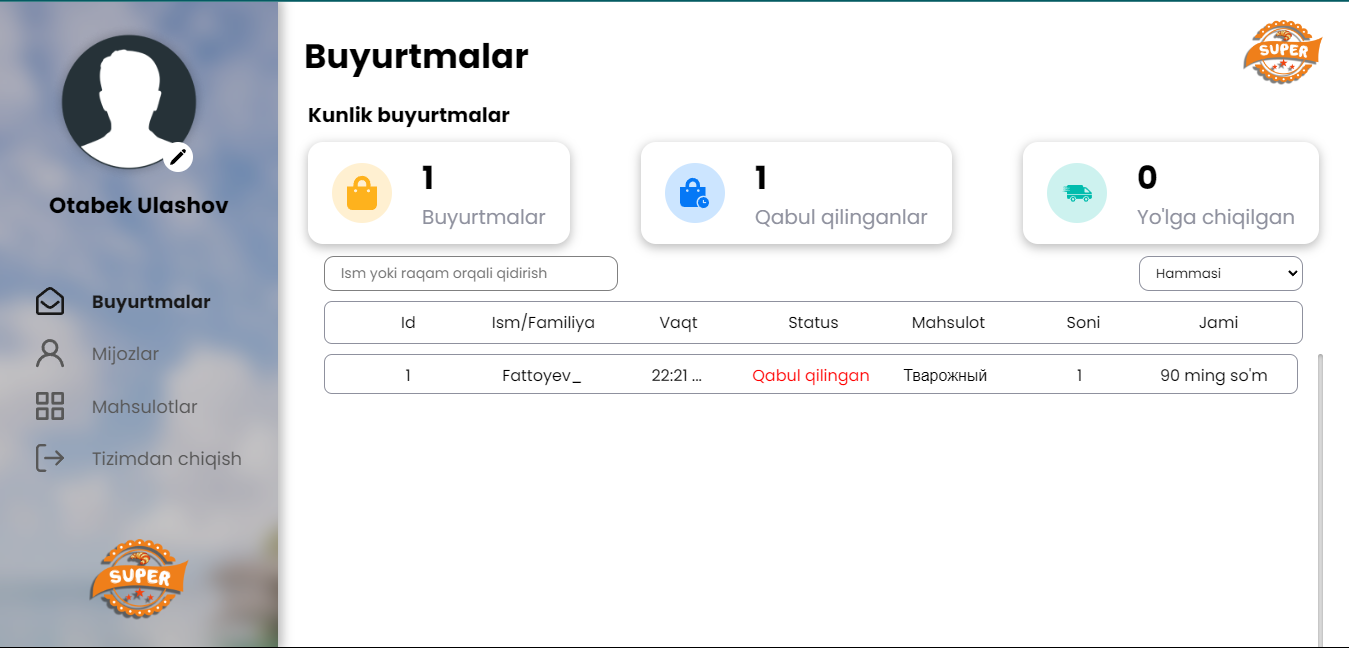 Otabek Ulashov
Buyurtmalar
Mijozlar
Mahsulotlar
Tizimdan chiqish
SUPER
Buyurtmalar
SUPER
Kunlik buyurtmalar
1
Buyurtmalar
1
Qabul qilinganlar
0
Yo'lga chiqilgan
Ism yoki raqam orqali qidirish
Hammasi
Id Ism/Familiya Vaqt Status Mahsulot Soni Jami
1 Fattoyev_ 22:21 ... Qabul qilingan Тварожный 1 90 ming so'm